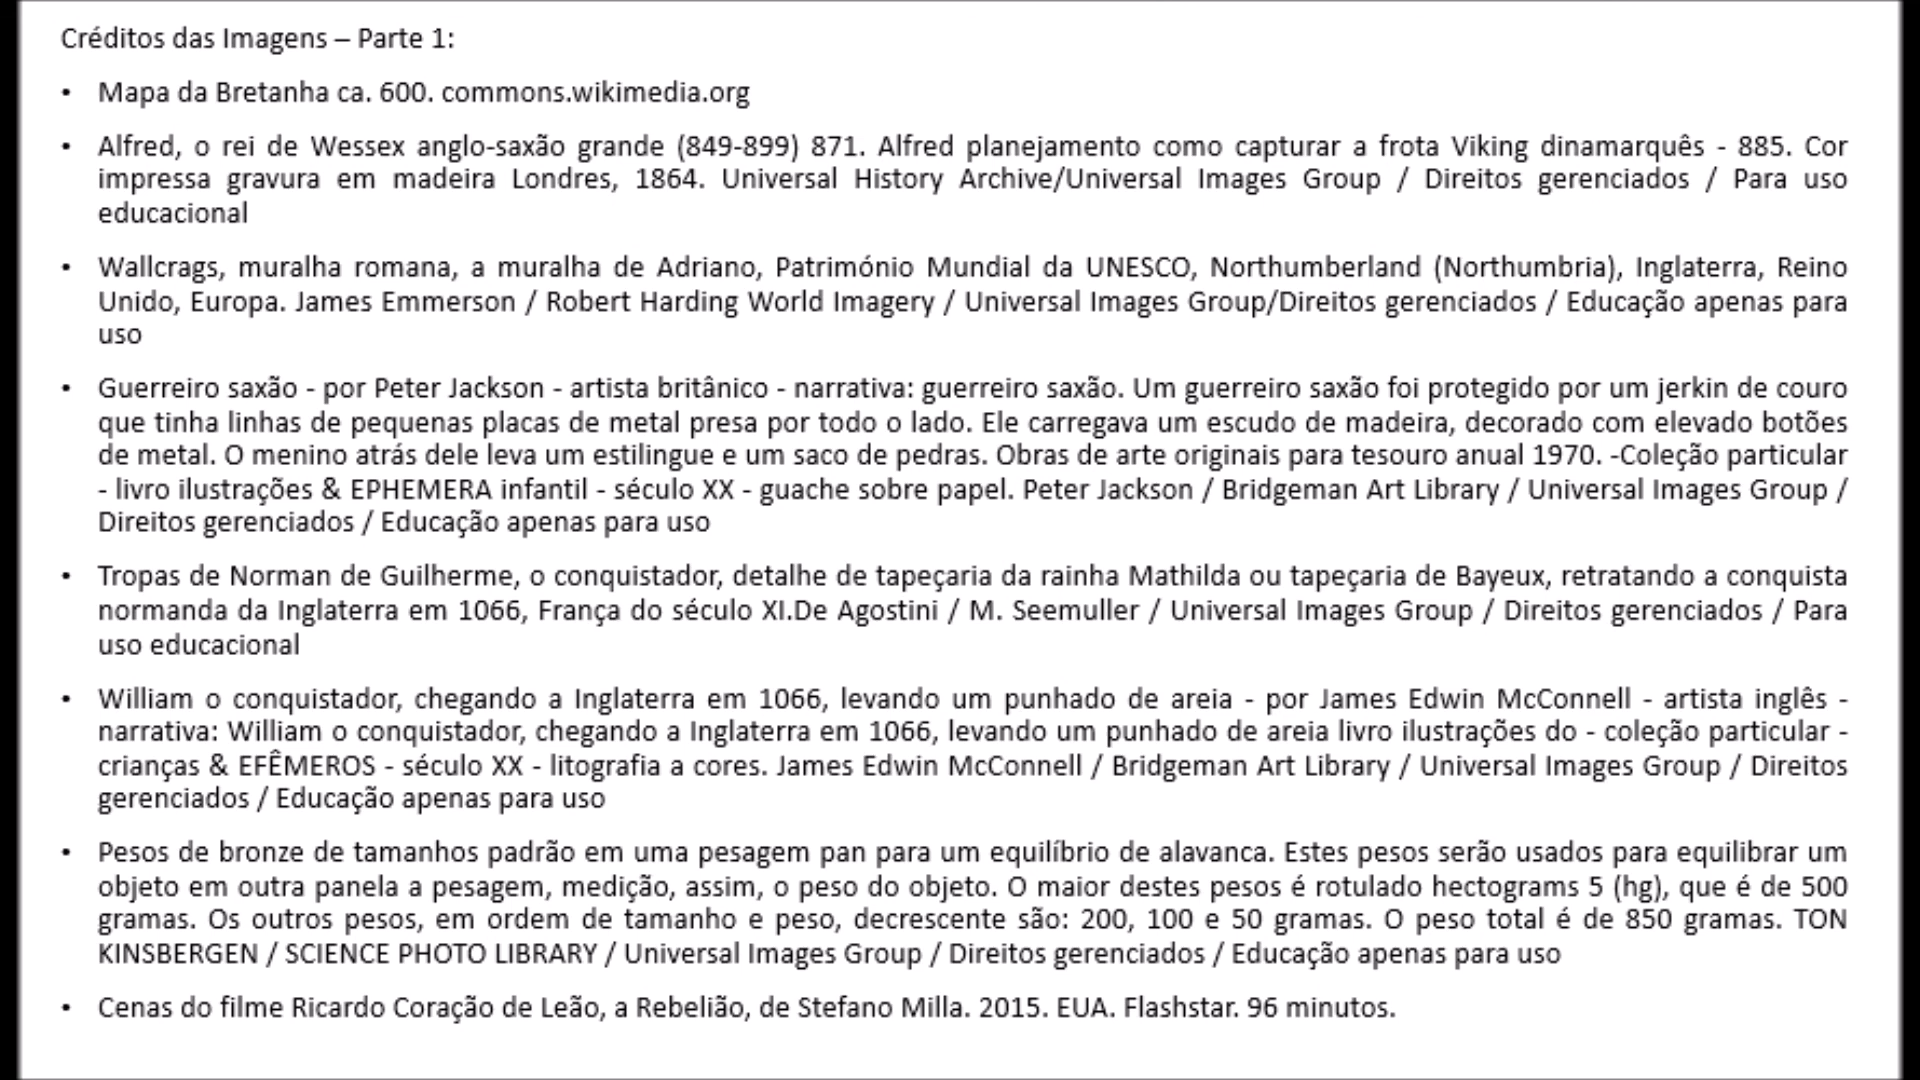 Créditos das Imagens – Parte 1:
• Mapa da Bretanha ca. 600. commons.wikimedia.org
• Alfred, o rei de Wessex anglo-saxão grande (849-899) 871. Alfred planejamento como capturar a frota Viking dinamarquês - 885. Cor
impressa gravura em madeira Londres, 1864. Universal History Archive/Universal Images Group / Direitos gerenciados / Para uso
educacional
• Wallcrags, muralha romana, a muralha de Adriano, Património Mundial da UNESCO, Northumberland (Northumbria), Inglaterra, Reino
Unido, Europa. James Emmerson / Robert Harding World Imagery / Universal Images Group/Direitos gerenciados / Educação apenas para
uso
• Guerreiro saxão - por Peter Jackson - artista britânico - narrativa: guerreiro saxão. Um guerreiro saxão foi protegido por um jerkin de couro
que tinha linhas de pequenas placas de metal presa por todo o lado. Ele carregava um escudo de madeira, decorado com elevado botões
de metal. O menino atrás dele leva um estilingue e um saco de pedras. Obras de arte originais para tesouro anual 1970. -Coleção particular
- livro ilustrações & EPHEMERA infantil - século XX - guache sobre papel. Peter Jackson / Bridgeman Art Library / Universal Images Group /
Direitos gerenciados / Educação apenas para uso
• Tropas de Norman de Guilherme, o conquistador, detalhe de tapeçaria da rainha Mathilda ou tapeçaria de Bayeux, retratando a conquista
normanda da Inglaterra em 1066, França do século XI.De Agostini / M. Seemuller / Universal Images Group / Direitos gerenciados / Para
uso educacional
• William o conquistador, chegando a Inglaterra em 1066, levando um punhado de areia - por James Edwin McConnell - artista inglês -
narrativa: William o conquistador, chegando a Inglaterra em 1066, levando um punhado de areia livro ilustrações do - coleção particular -
crianças & EFÊMEROS - século XX - litografia a cores. James Edwin McConnell / Bridgeman Art Library / Universal Images Group / Direitos
gerenciados / Educação apenas para uso
• Pesos de bronze de tamanhos padrão em uma pesagem pan para um equilíbrio de alavanca. Estes pesos serão usados para equilibrar um
objeto em outra panela a pesagem, medição, assim, o peso do objeto. O maior destes pesos é rotulado hectograms 5 (hg), que é de 500
gramas. Os outros pesos, em ordem de tamanho e peso, decrescente são: 200, 100 e 50 gramas. O peso total é de 850 gramas. TON
KINSBERGEN / SCIENCE PHOTO LIBRARY / Universal Images Group / Direitos gerenciados / Educação apenas para uso
• Cenas do filme Ricardo Coração de Leão, a Rebelião, de Stefano Milla. 2015. EUA. Flashstar. 96 minutos.